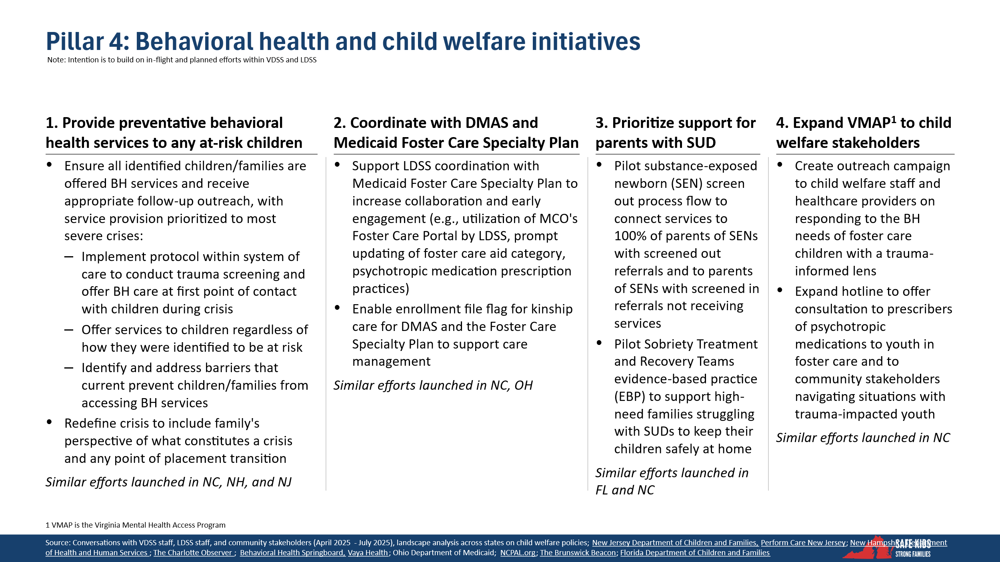 Pillar 4: Behavioral health and child welfare initiatives
Note: Intention is to build on in-flight and planned efforts within VDSS and LDSS
1. Provide preventative behavioral
health services to any at-risk children
• Ensure all identified children/families are
offered BH services and receive
appropriate follow-up outreach, with
service provision prioritized to most
severe crises:
– Implement protocol within system of
care to conduct trauma screening and
offer BH care at first point of contact
with children during crisis
– Offer services to children regardless of
how they were identified to be at risk
– Identify and address barriers that
current prevent children/families from
accessing BH services
• Redefine crisis to include family's
perspective of what constitutes a crisis
and any point of placement transition
Similar efforts launched in NC, NH, and NJ
2. Coordinate with DMAS and
Medicaid Foster Care Specialty Plan
• Support LDSS coordination with
Medicaid Foster Care Specialty Plan to
increase collaboration and early
engagement (e.g., utilization of MCO's
Foster Care Portal by LDSS, prompt
updating of foster care aid category,
psychotropic medication prescription
practices)
• Enable enrollment file flag for kinship
care for DMAS and the Foster Care
Specialty Plan to support care
management
Similar efforts launched in NC, OH
3. Prioritize support for
parents with SUD
• Pilot substance-exposed
newborn (SEN) screen
out process flow to
connect services to
100% of parents of SENs
with screened out
referrals and to parents
of SENs with screened in
referrals not receiving
services
• Pilot Sobriety Treatment
and Recovery Teams
evidence-based practice
(EBP) to support high-
need families struggling
with SUDs to keep their
children safely at home
Similar efforts launched in
FL and NC
4. Expand VMAP¹ to child
welfare stakeholders
• Create outreach campaign
to child welfare staff and
healthcare providers on
responding to the BH
needs of foster care
children with a trauma-
informed lens
• Expand hotline to offer
consultation to prescribers
of psychotropic
medications to youth in
foster care and to
community stakeholders
navigating situations with
trauma-impacted youth
Similar efforts launched in NC
1 VMAP is the Virginia Mental Health Access Program
Source: Conversations with VDSS staff, LDSS staff, and community stakeholders (April 2025 - July 2025), landscape analysis across states on child welfare policies; New Jersey Department of Children and Families, Perform Care New Jersey; New Hampshire Department
of Health and Human Services ; The Charlotte Observer ; Behavioral Health Springboard, Vaya Health; Ohio Department of Medicaid; NCPAL.org; The Brunswick Beacon; Florida Department of Children and Families
SAFE KIDS
STRONG FAMILIES